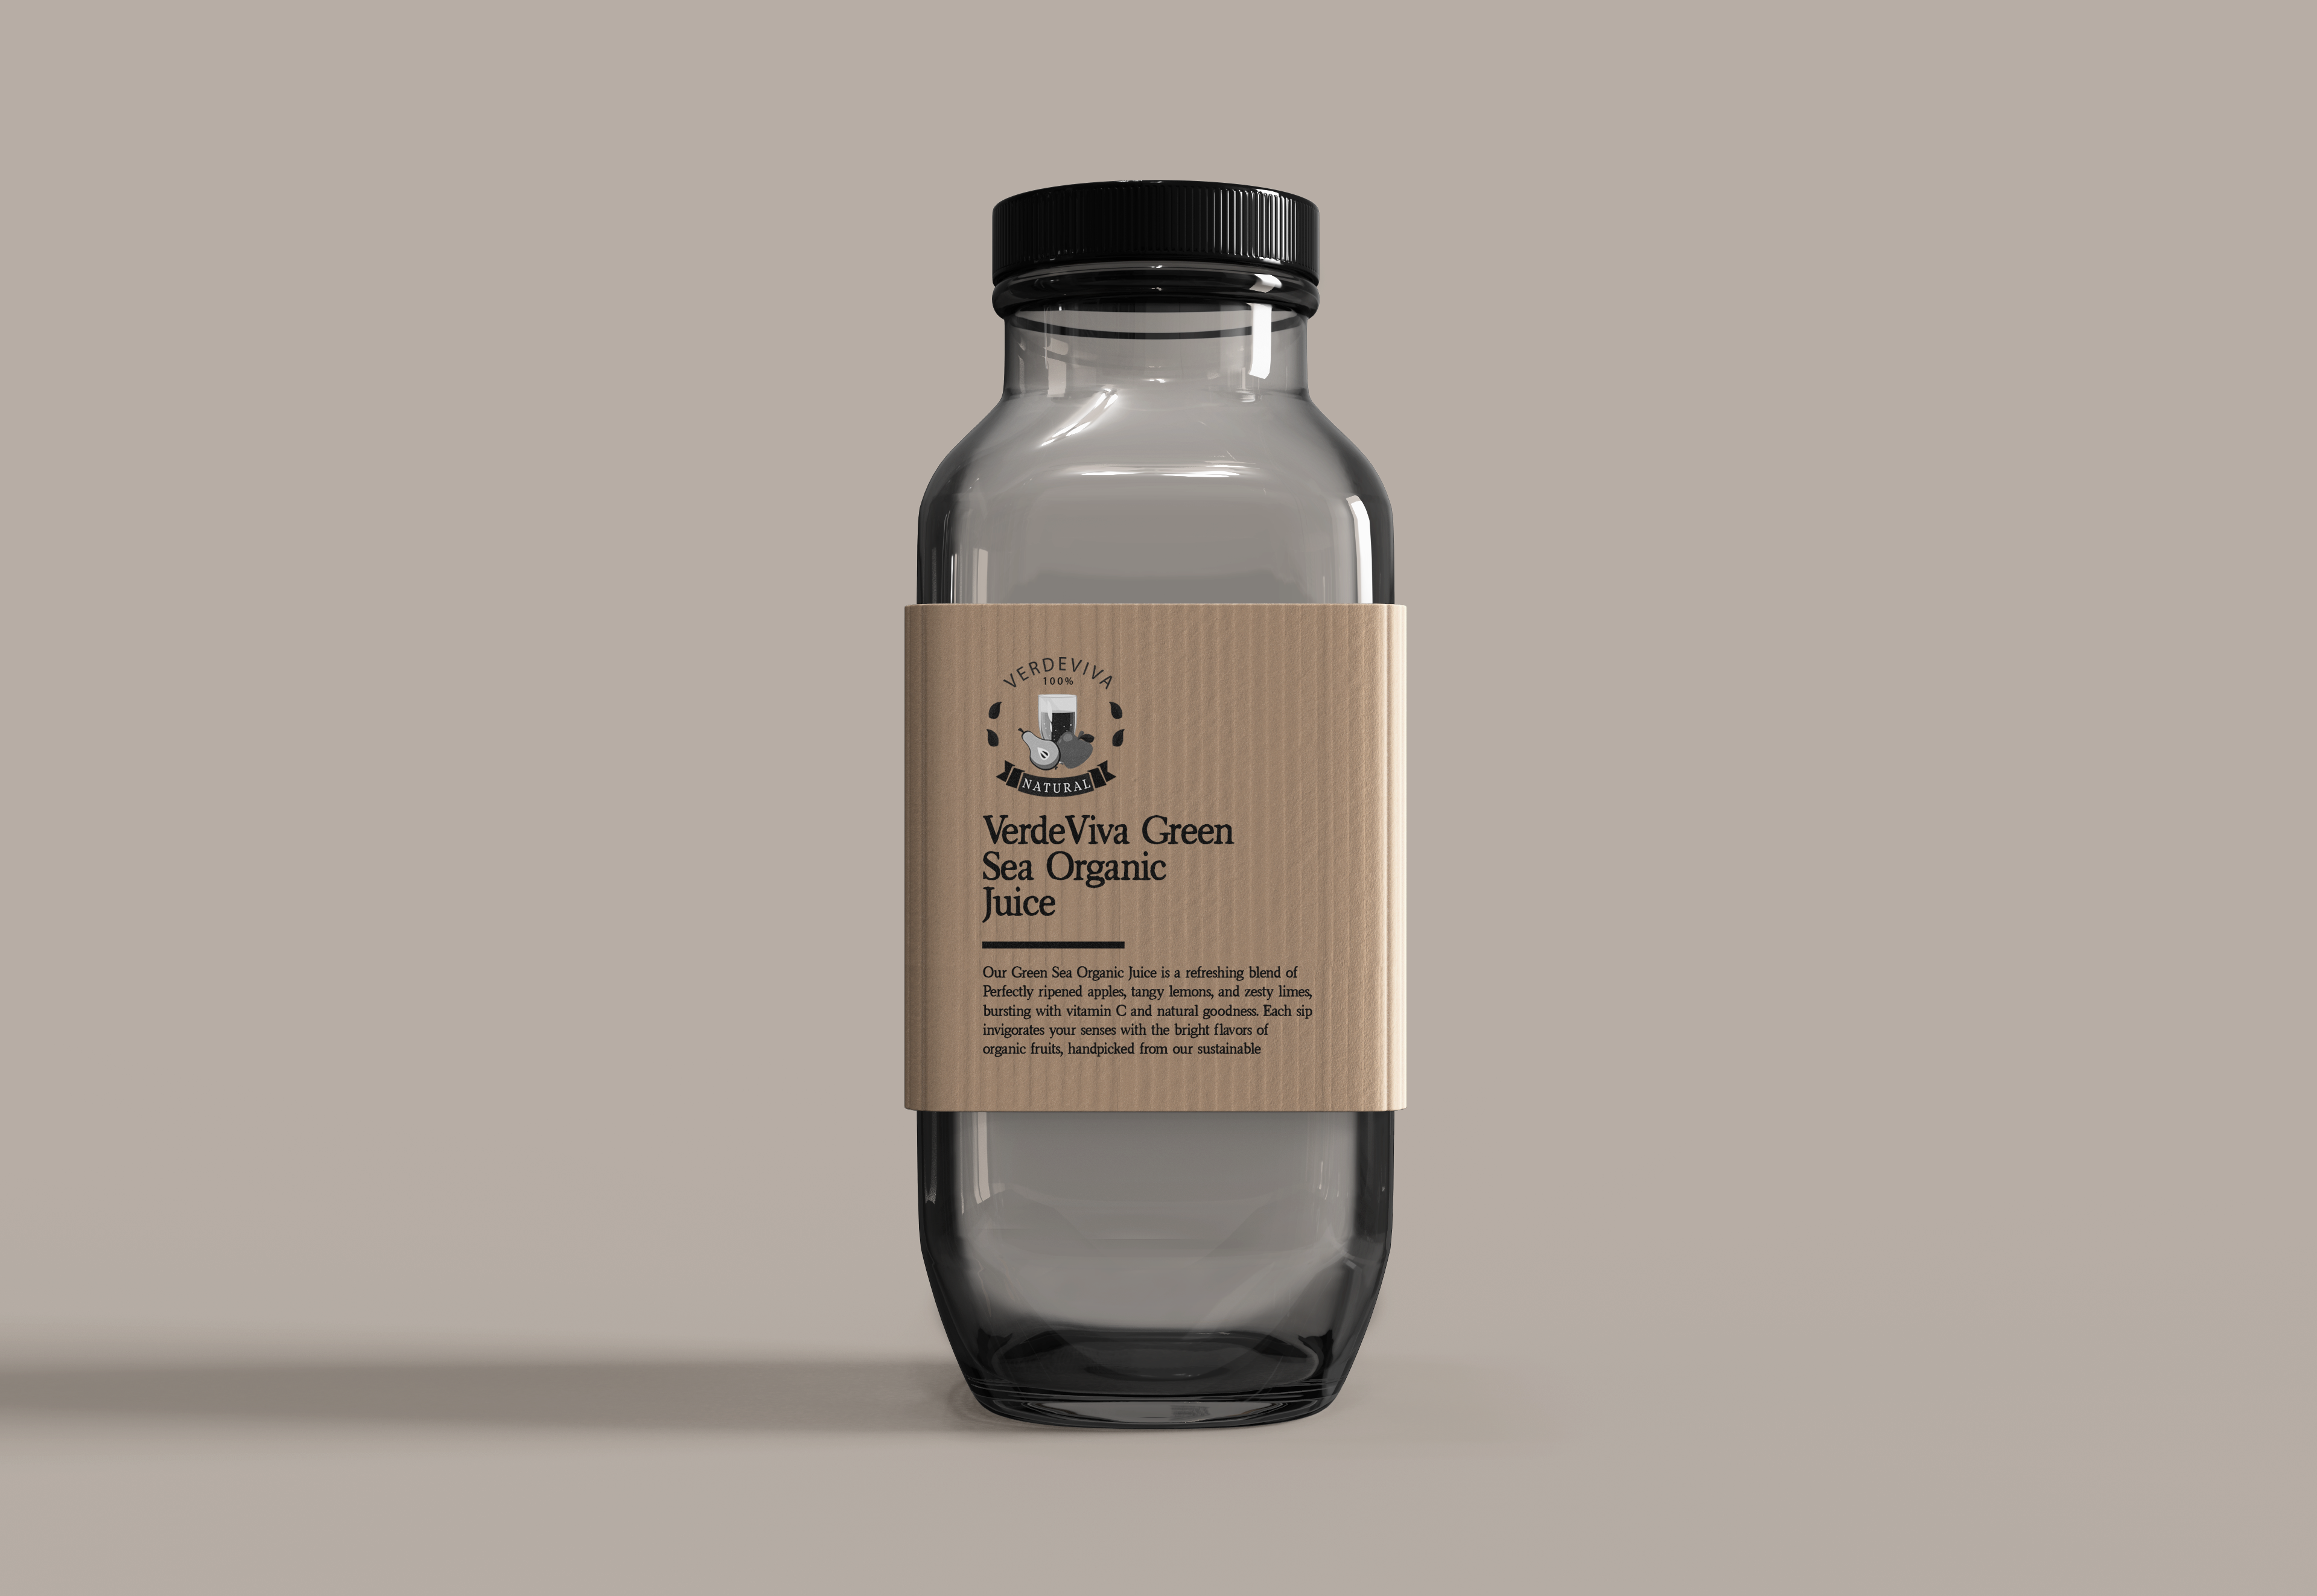 VERDEVIVA
100%
NATURAL
VerdeViva Green
Sea Organic
Juice
Our Green Sea Organic Juice is a refreshing blend of
Perfectly ripened apples, tangy lemons, and zesty limes,
bursting with vitamin C and natural goodness. Each sip
invigorates your senses with the bright flavors of
organic fruits, handpicked from our sustainable